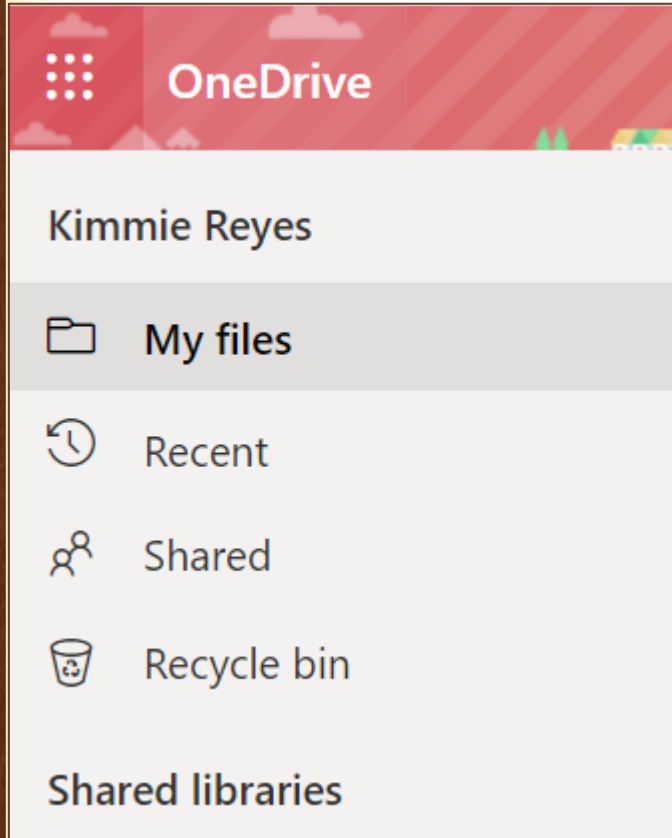 OneDrive
Kimmie Reyes
My files
Recent
Shared
Recycle bin
Shared libraries